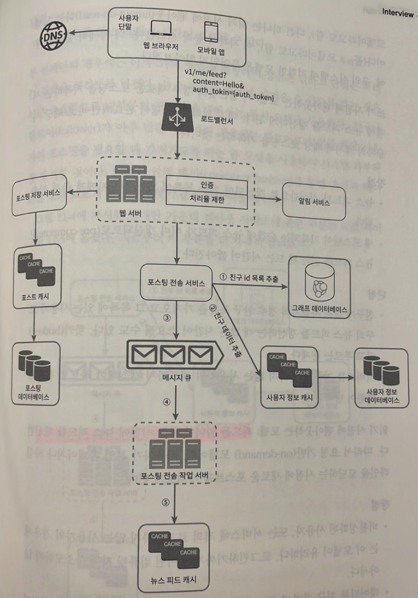 Interview
사용자
단말
DNS
웹 브라우저
모바일 앱
v1/me/feed?
content=Hello&
auth_tokin={auth_token}
로드밸런서
인증
처리율 제한
웹 서버
포스팅 저장 서비스
알림 서비스
CACHE
CACHE
CACHE
포스트 캐시
포스팅 전송 서비스
① 친구 id 목록 추출
그래프 데이터베이스
② 친구 데이터 추출
③
메시지 큐
포스팅
데이터베이스
CACHE
CACHE
CACHE
사용자 정보 캐시
사용자 정보
데이터베이스
④
포스팅 전송 작업 서버
⑤
CACHE
CACHE
CACHE
뉴스 피드 캐시